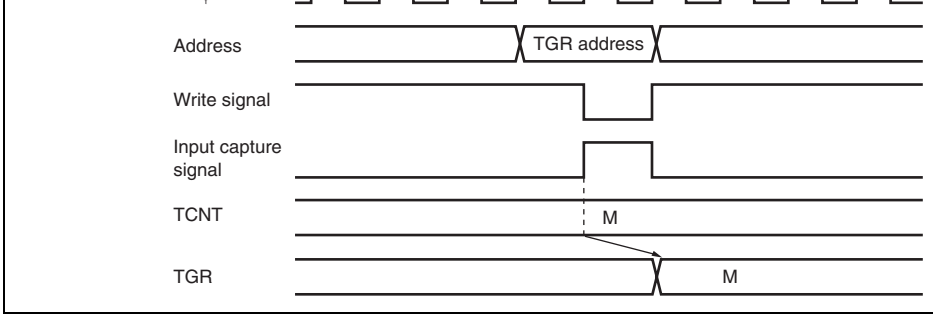 Address
TGR address
Write signal
Input capture
signal
TCNT
M
TGR
M